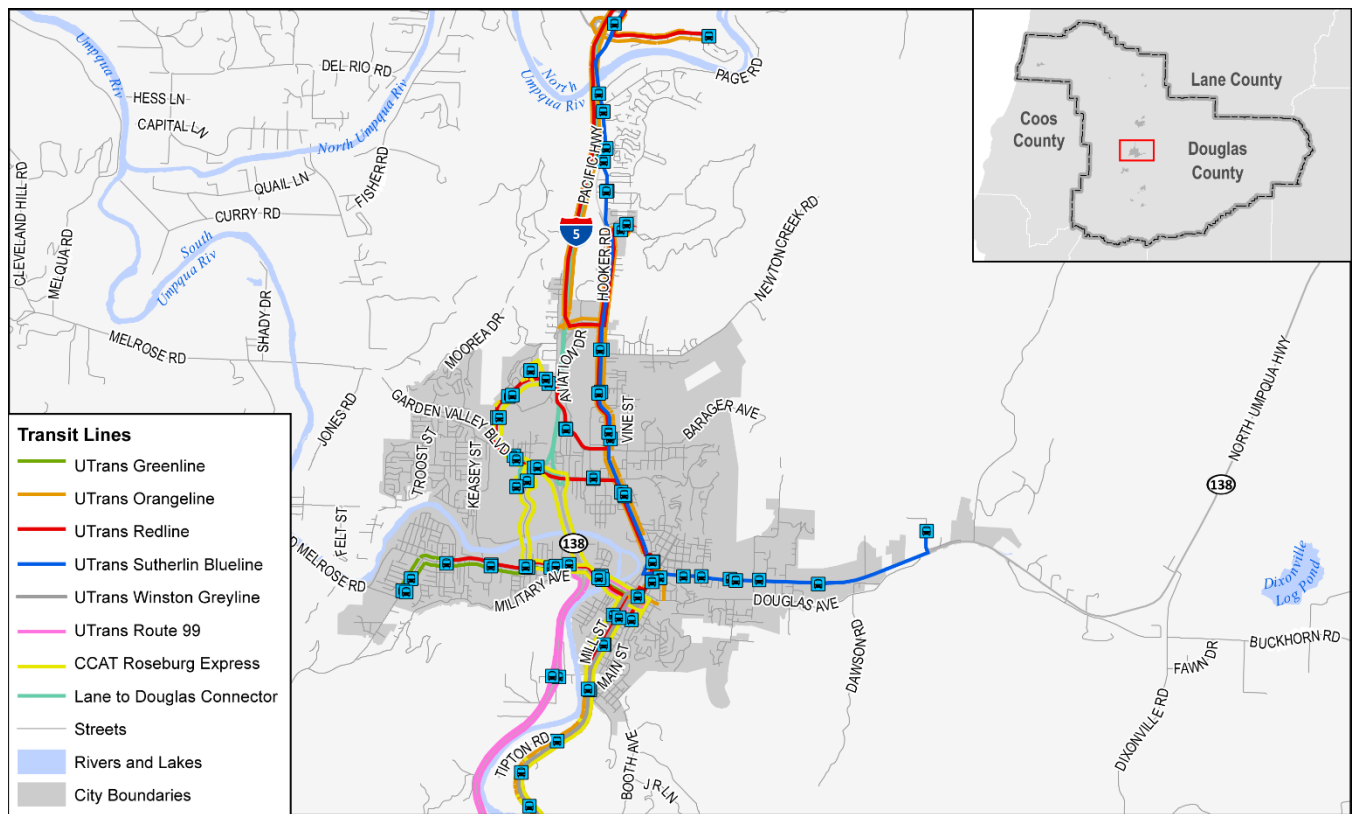 DEL RIO RD
HESS LN
CAPITAL LN
Umpqua Riv
North Umpqua Riv
North
Umpqua Riv
PAGE RD
PACIFIC HWY
QUAIL LN
FISHER RD
CURRY RD
CLEVELAND HILL RD
MELQUA RD
South
Umpqua Riv
SHADY DR
MELROSE RD
5
HOOKER RD
NEWTON CREEK RD
MOOREA DR
AVIATION DR
GARDEN VALLEY BLVD
JONES RD
TROOST ST
KEASEY ST
VINE ST
BARAGER AVE
NORTH UMPQUA HWY
138
FELT ST
D MELROSE RD
138
MILITARY AVE
DOUGLAS AVE
MILL ST
MAIN ST
DAWSON RD
Dixonville
Log Pond
BUCKHORN RD
FAWN DR
DIXONVILLE RD
TIPTON RD
BOOTH AVE
J R LN
Lane County
Coos
County
Douglas
County
Transit Lines
UTrans Greenline
UTrans Orangeline
UTrans Redline
UTrans Sutherlin Blueline
UTrans Winston Greyline
UTrans Route 99
CCAT Roseburg Express
Lane to Douglas Connector
Streets
Rivers and Lakes
City Boundaries